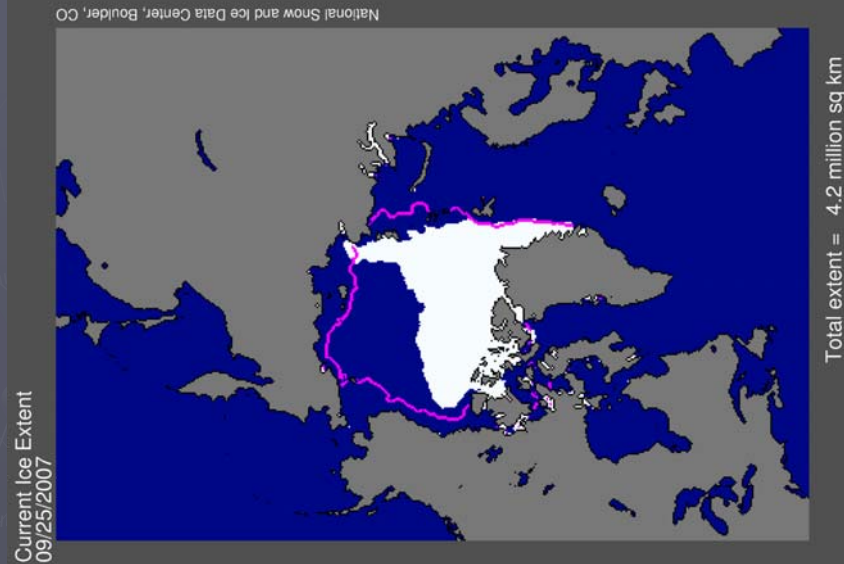 Current Ice Extent
09/25/2007
National Snow and Ice Data Center, Boulder, CO
Total extent = 4.2 million sq km